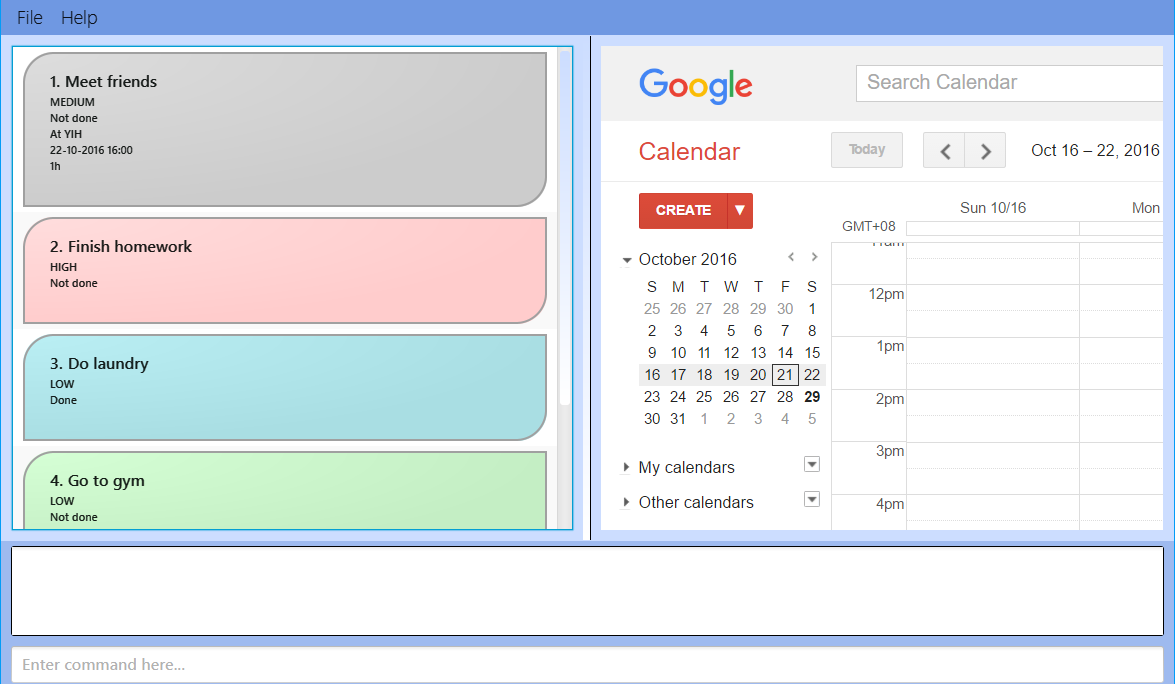 File Help
1. Meet friends
MEDIUM
Not done
At YIH
22-10-2016 16:00
1h
2. Finish homework
HIGH
Not done
3. Do laundry
LOW
Done
4. Go to gym
LOW
Not done
Google
Search Calendar
Calendar
Today
Oct 16 – 22, 2016
CREATE
Sun 10/16
Mon
GMT+08
11am
12pm
1pm
2pm
3pm
4pm
October 2016
S M T W T F S
25 26 27 28 29 30 1
2 3 4 5 6 7 8
9 10 11 12 13 14 15
16 17 18 19 20 21 22
23 24 25 26 27 28 29
30 31 1 2 3 4 5
My calendars
Other calendars
Enter command here...